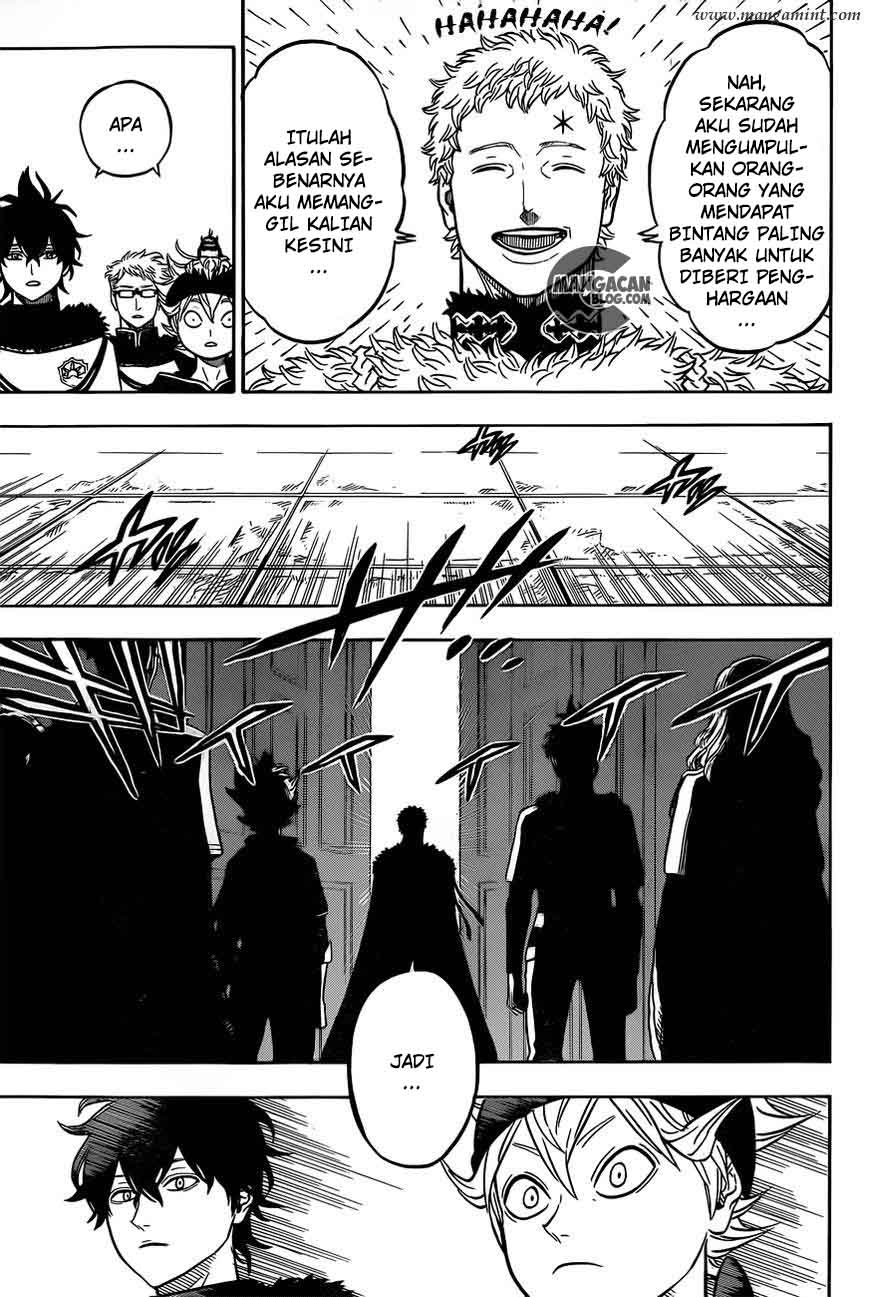 www.mangamint.com
HAHAHAHA!
NAH,
SEKARANG
AKU SUDAH
MENGUMPUL-
KAN ORANG-
ORANG YANG
MENDAPAT
BINTANG PALING
BANYAK UNTUK
DIBERI PENG-
HARGAAN
...
ITULAH
ALASAN SE-
BENARNYA
AKU MEMANG-
GIL KALIAN
KESINI
...
MANGACAN
BLOG.COM
APA
...
JADI
...